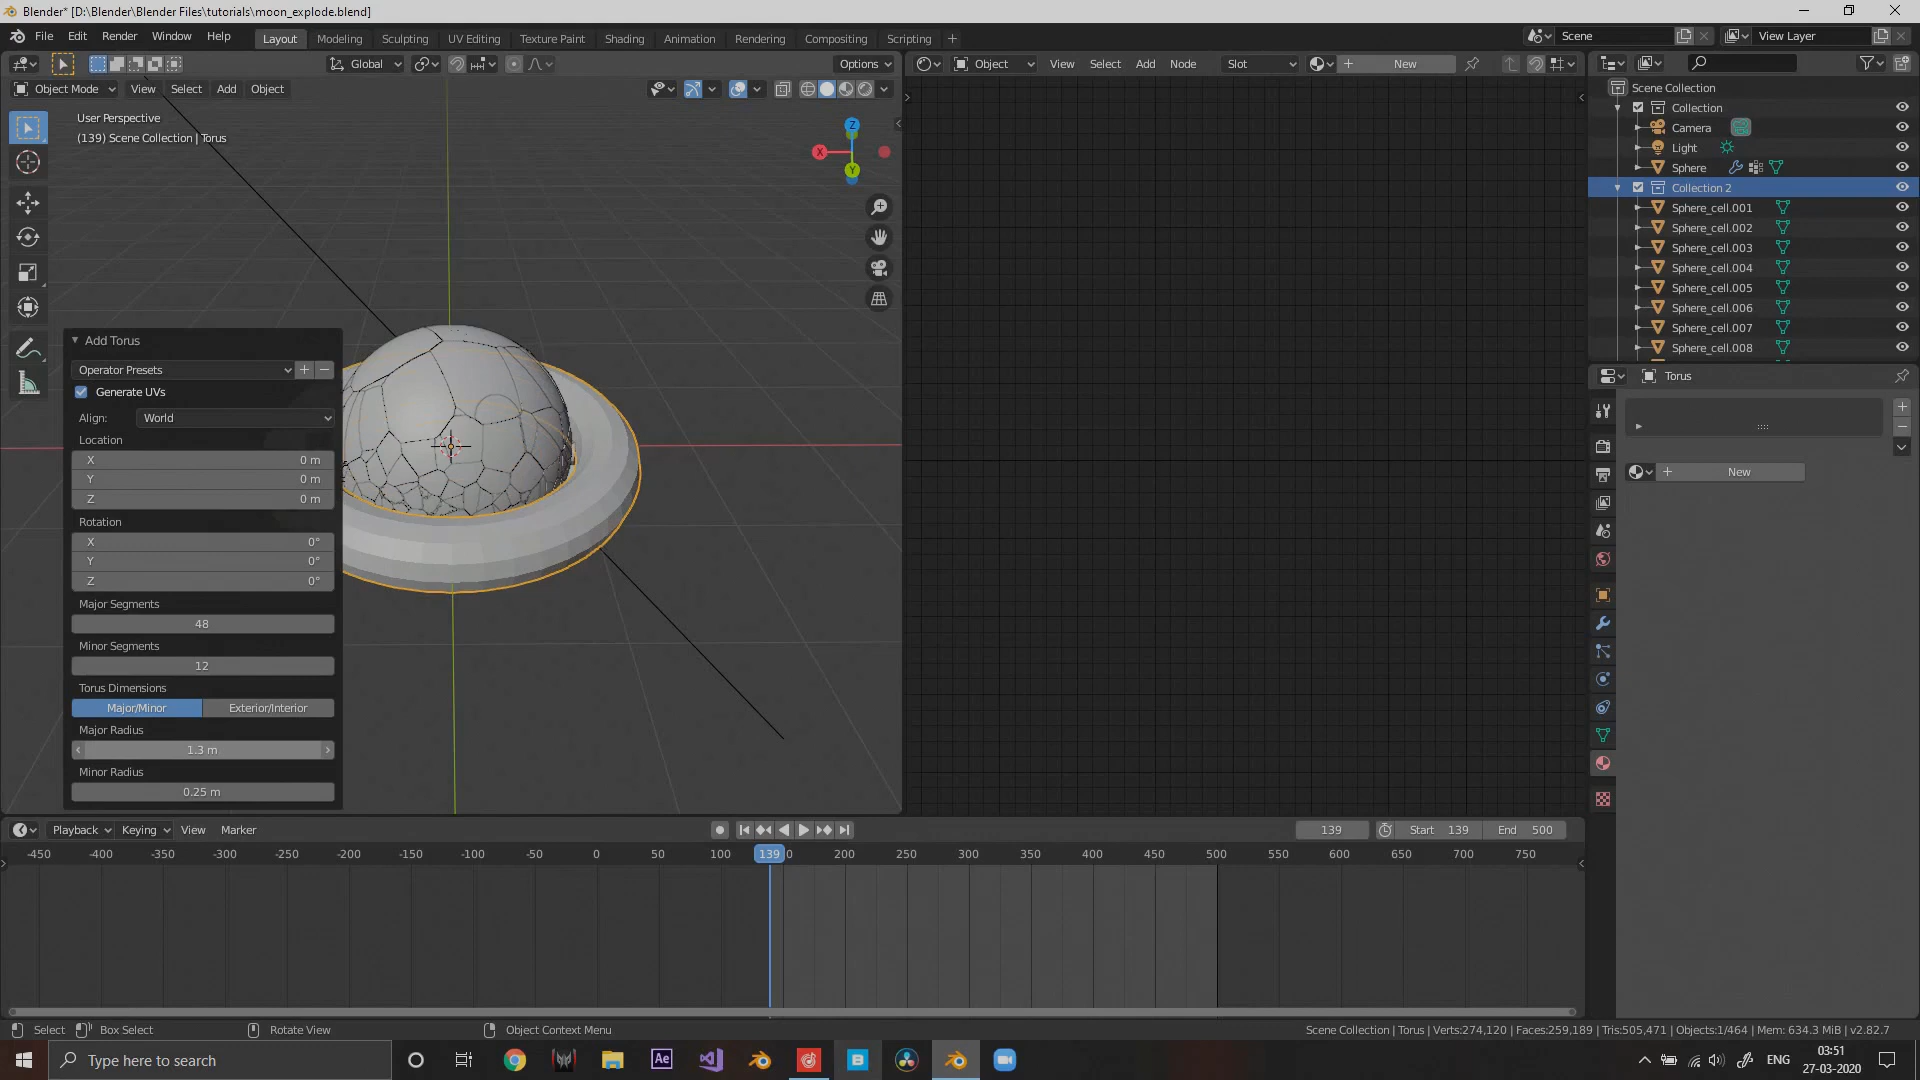 Blender* [D:\Blender\Blender Files\tutorials\moon_explode.blend]
File Edit Render Window Help Layout Modeling Sculpting UV Editing Texture Paint Shading Animation Rendering Compositing Scripting + Scene View Layer
Global Options Object View Select Add Node Slot New
Object Mode View Select Add Object
User Perspective
(139) Scene Collection | Torus
Z
X
Y
Add Torus
Operator Presets
Generate UVs
Align: World
Location
X 0 m
Y 0 m
Z 0 m
Rotation
X 0°
Y 0°
Z 0°
Major Segments
48
Minor Segments
12
Torus Dimensions
Major/Minor Exterior/Interior
Major Radius
1.3 m
Minor Radius
0.25 m
Scene Collection
Collection
Camera
Light
Sphere
Collection 2
Sphere_cell.001
Sphere_cell.002
Sphere_cell.003
Sphere_cell.004
Sphere_cell.005
Sphere_cell.006
Sphere_cell.007
Sphere_cell.008
Torus
New
Playback Keying View Marker 139 Start 139 End 500
-450 -400 -350 -300 -250 -200 -150 -100 -50 0 50 100 139 0 200 250 300 350 400 450 500 550 600 650 700 750
Select Box Select Rotate View Object Context Menu Scene Collection | Torus | Verts:274,120 | Faces:259,189 | Tris:505,471 | Objects:1/464 | Mem: 634.3 MiB | v2.82.7
Type here to search Ae B ENG 03:51
27-03-2020